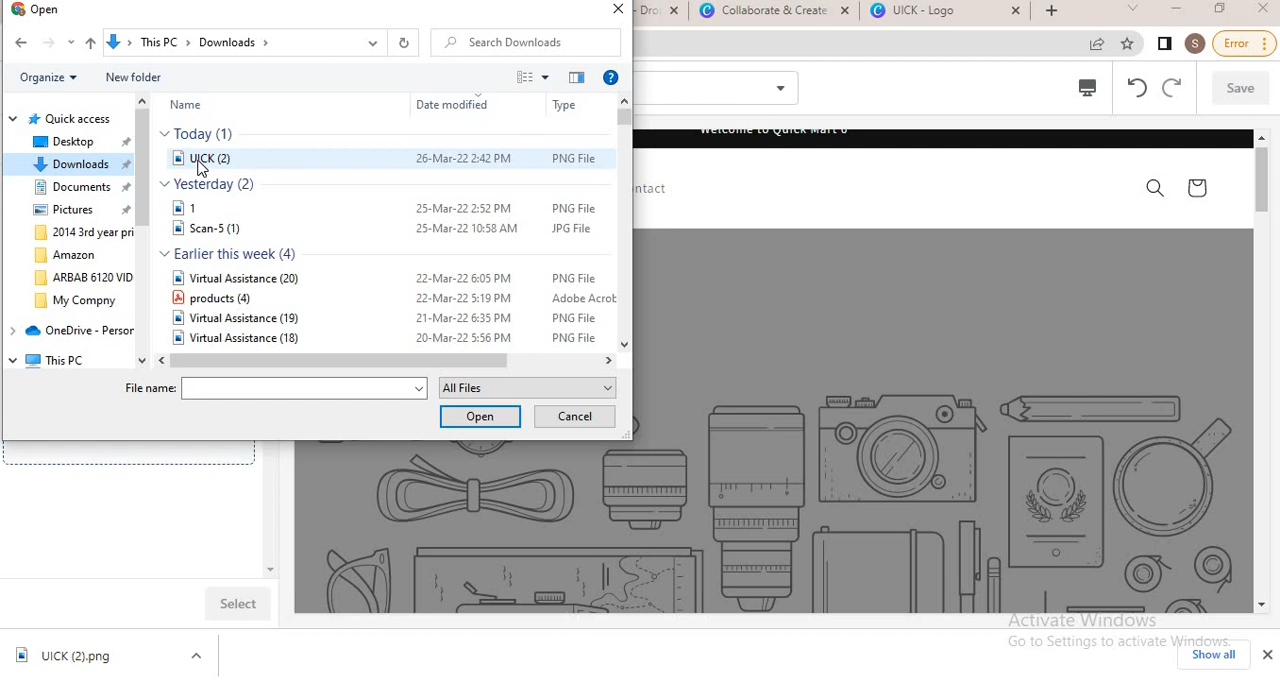 Open
Collaborate & Create
UICK - Logo
This PC
Downloads
Search Downloads
S
Error
Organize
New folder
Save
Name
Date modified
Type
Quick access
Desktop
Downloads
Documents
Pictures
2014 3rd year pri
Amazon
ARBAB 6120 VID
My Compny
OneDrive - Person
This PC
Today (1)
UICK (2) 26-Mar-22 2:42 PM PNG File
Yesterday (2)
1 25-Mar-22 2:52 PM PNG File
Scan-5 (1) 25-Mar-22 10:58 AM JPG File
Earlier this week (4)
Virtual Assistance (20) 22-Mar-22 6:05 PM PNG File
products (4) 22-Mar-22 5:19 PM Adobe Acrob
Virtual Assistance (19) 21-Mar-22 6:35 PM PNG File
Virtual Assistance (18) 20-Mar-22 5:56 PM PNG File
File name:
All Files
Open
Cancel
Welcome to Quick Mart 6
ntact
Select
Activate Windows
Go to Settings to activate Windows.
UICK (2).png
Show all